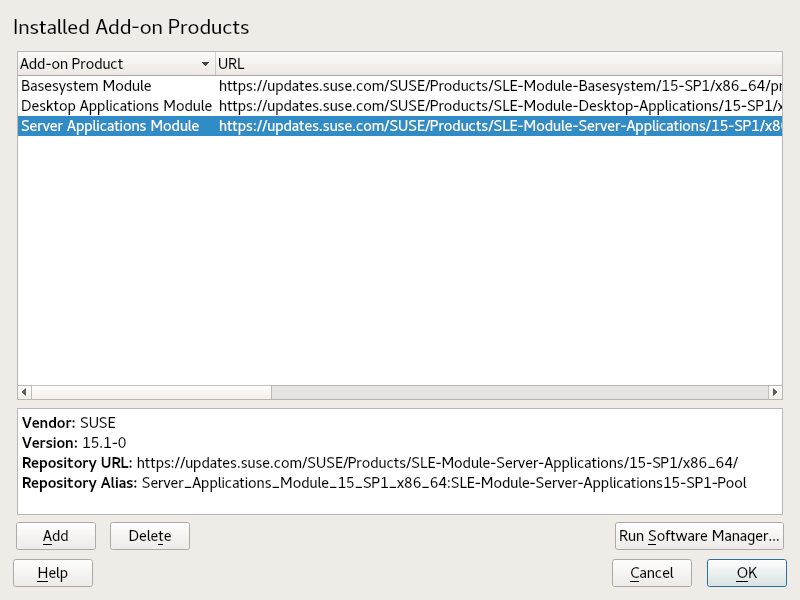 Installed Add-on Products
Add-on Product URL
Basesystem Module https://updates.suse.com/SUSE/Products/SLE-Module-Basesystem/15-SP1/x86_64/pr
Desktop Applications Module https://updates.suse.com/SUSE/Products/SLE-Module-Desktop-Applications/15-SP1/x
Server Applications Module https://updates.suse.com/SUSE/Products/SLE-Module-Server-Applications/15-SP1/x86
Vendor: SUSE
Version: 15.1-0
Repository URL: https://updates.suse.com/SUSE/Products/SLE-Module-Server-Applications/15-SP1/x86_64/
Repository Alias: Server_Applications_Module_15_SP1_x86_64:SLE-Module-Server-Applications15-SP1-Pool
Add Delete Run Software Manager...
Help Cancel OK